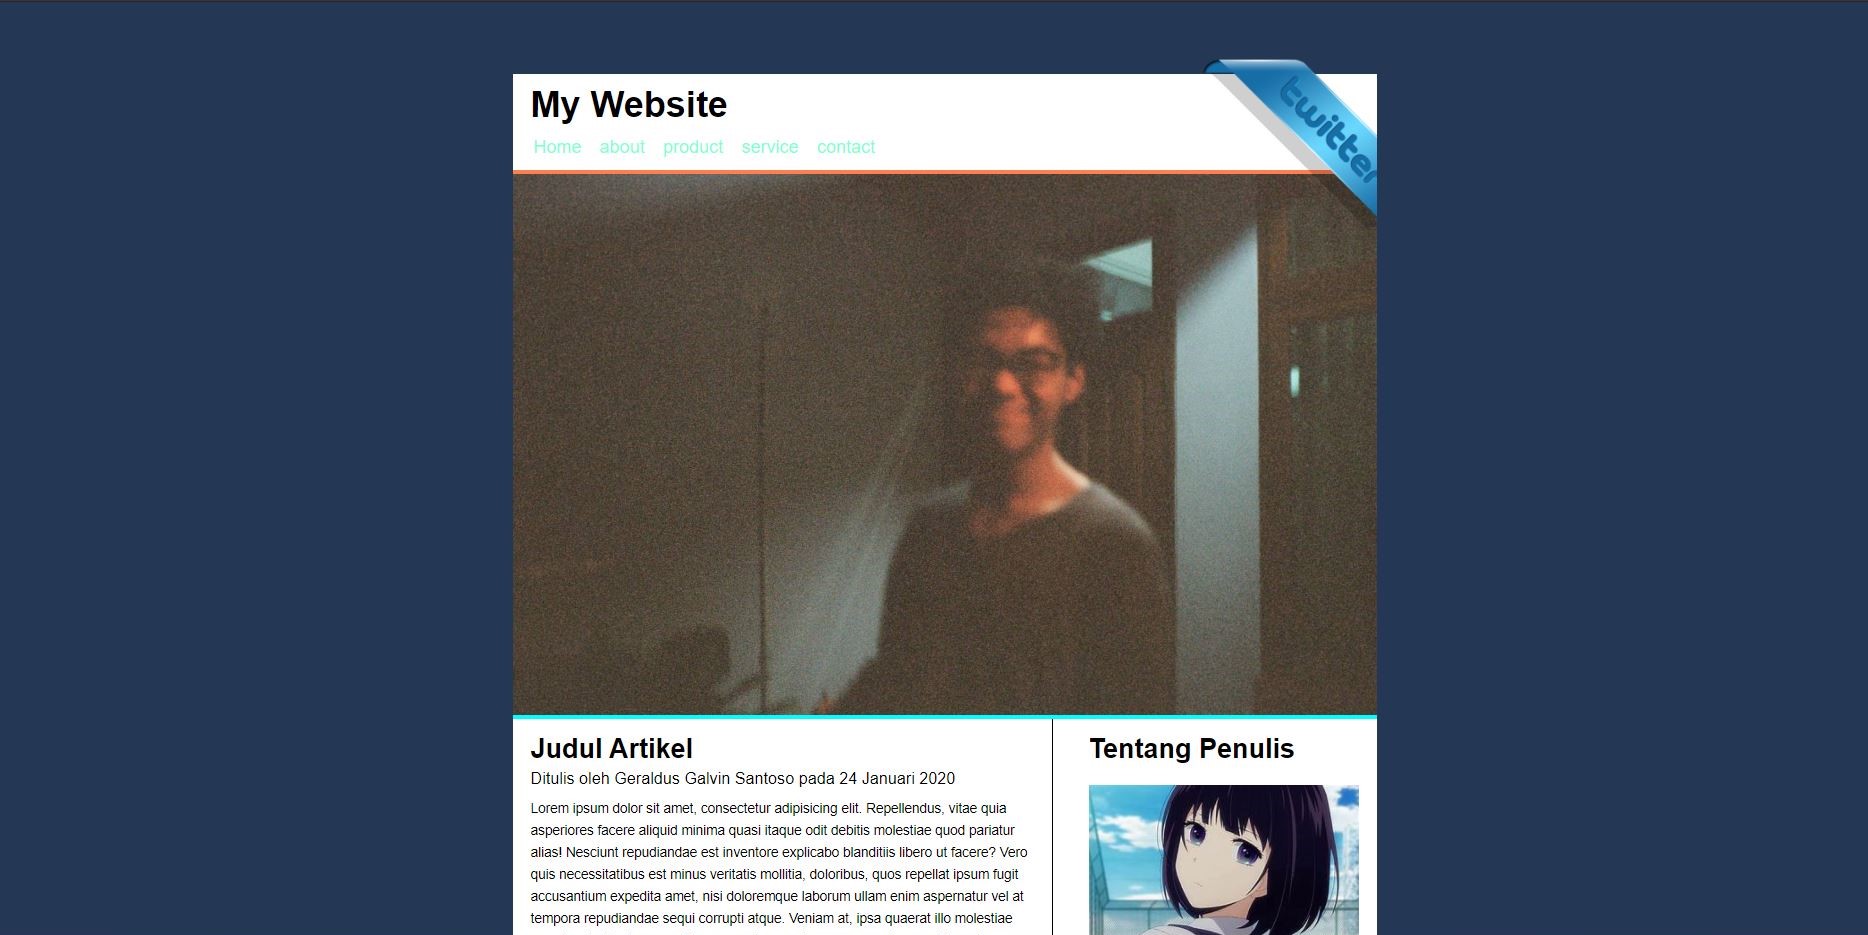 My Website
twitter
Home about product service contact
Judul Artikel
Ditulis oleh Geraldus Galvin Santoso pada 24 Januari 2020
Lorem ipsum dolor sit amet, consectetur adipisicing elit. Repellendus, vitae quia
asperiores facere aliquid minima quasi itaque odit debitis molestiae quod pariatur
alias! Nesciunt repudiandae est inventore explicabo blanditiis libero ut facere? Vero
quis necessitatibus est minus veritatis mollitia, doloribus, quos repellat ipsum fugit
accusantium expedita amet, nisi doloremque laborum ullam enim aspernatur vel at
tempora repudiandae sequi corrupti atque. Veniam at, ipsa quaerat illo molestiae
Tentang Penulis